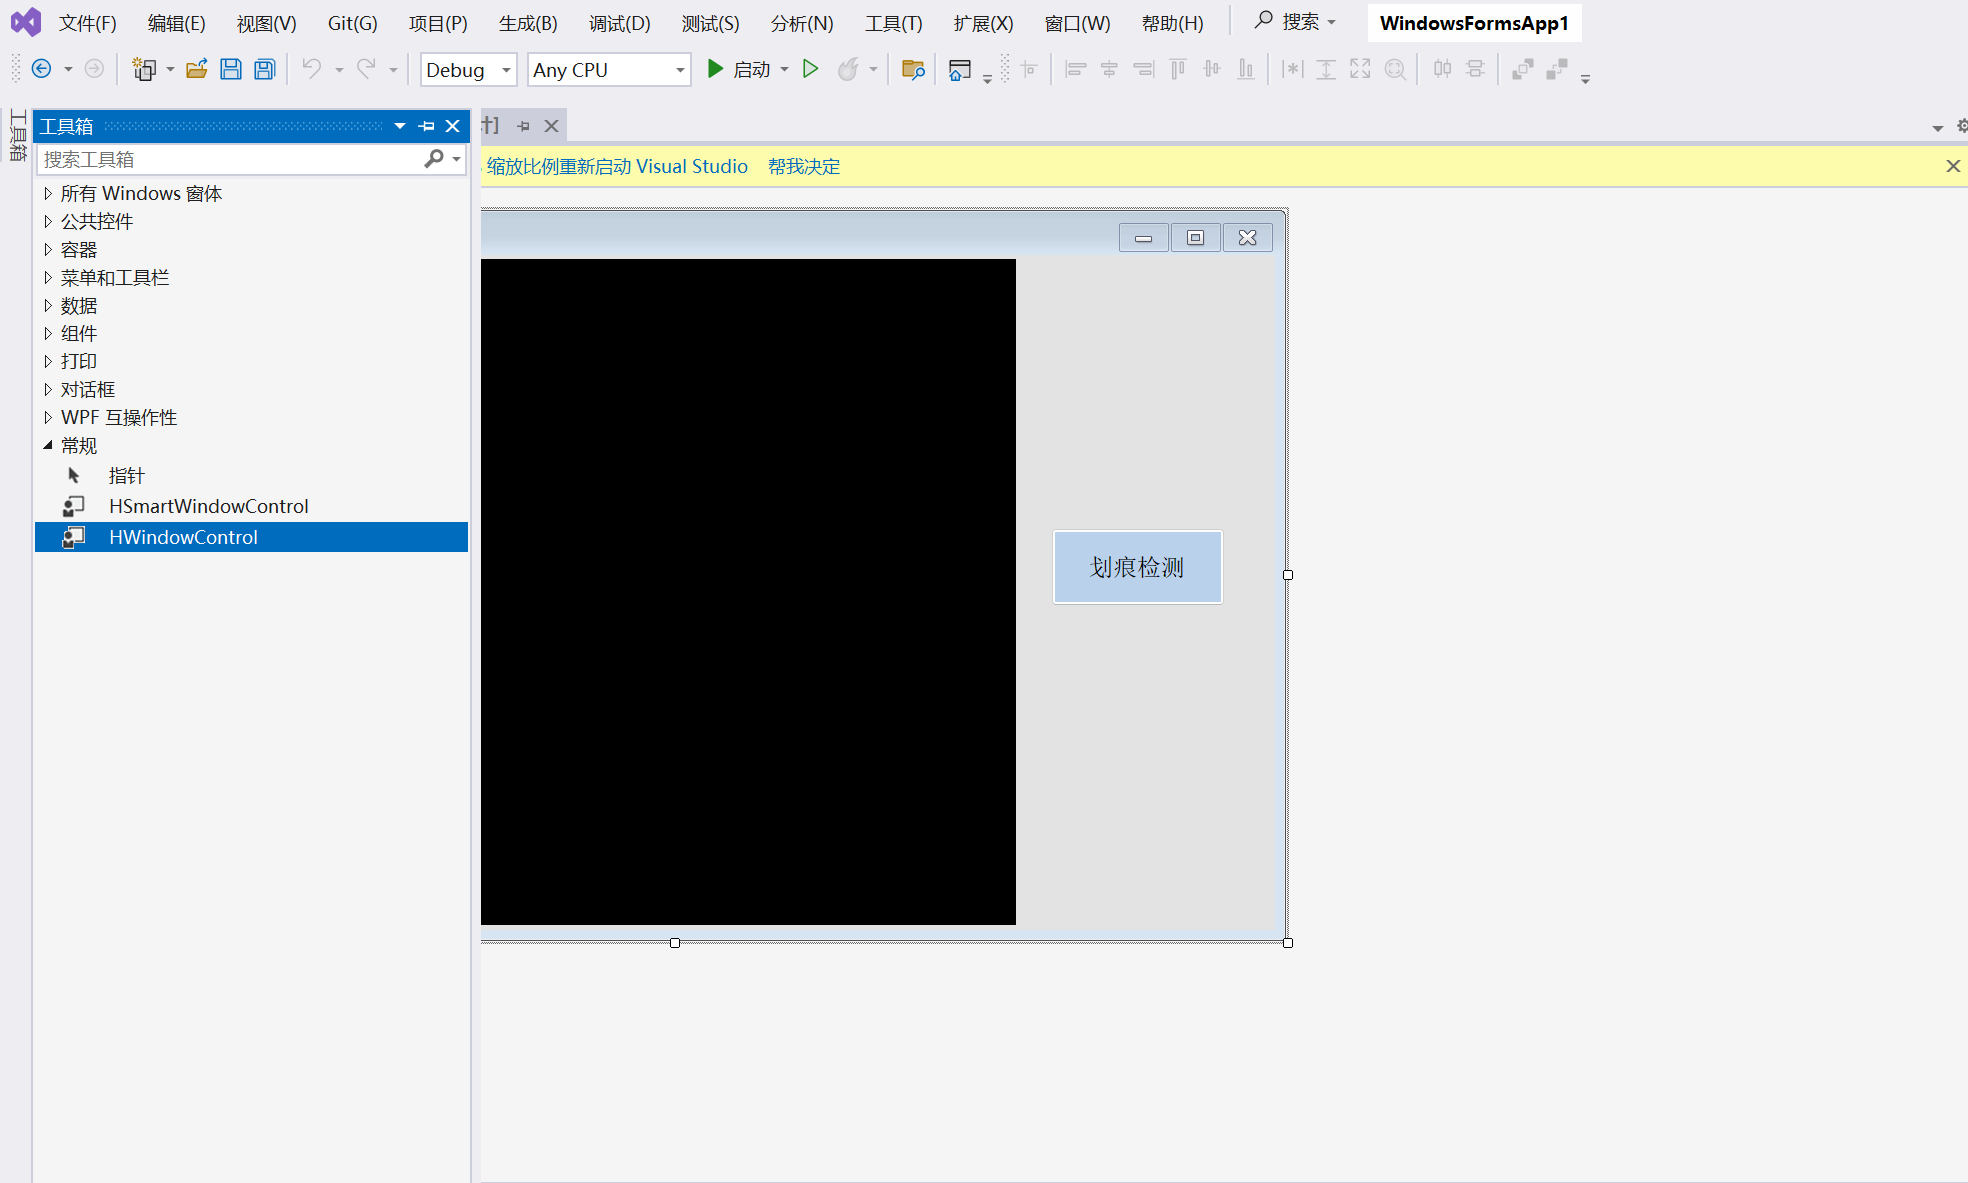 文件(F) 编辑(E) 视图(V) Git(G) 项目(P) 生成(B) 调试(D) 测试(S) 分析(N) 工具(T) 扩展(X) 窗口(W) 帮助(H) 搜索 WindowsFormsApp1
Debug Any CPU 启动
工具箱
工具箱
计]
搜索工具箱
缩放比例重新启动 Visual Studio 帮我决定
所有 Windows 窗体
公共控件
容器
菜单和工具栏
数据
组件
打印
对话框
WPF 互操作性
常规
指针
HSmartWindowControl
HWindowControl
划痕检测